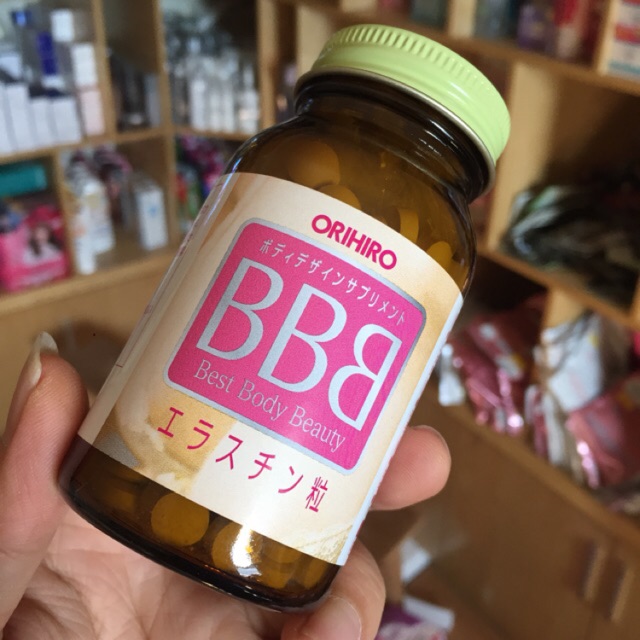 ORIHIRO
ボディデザインサプリメント
BBB
Best Body Beauty
エラスチン粒